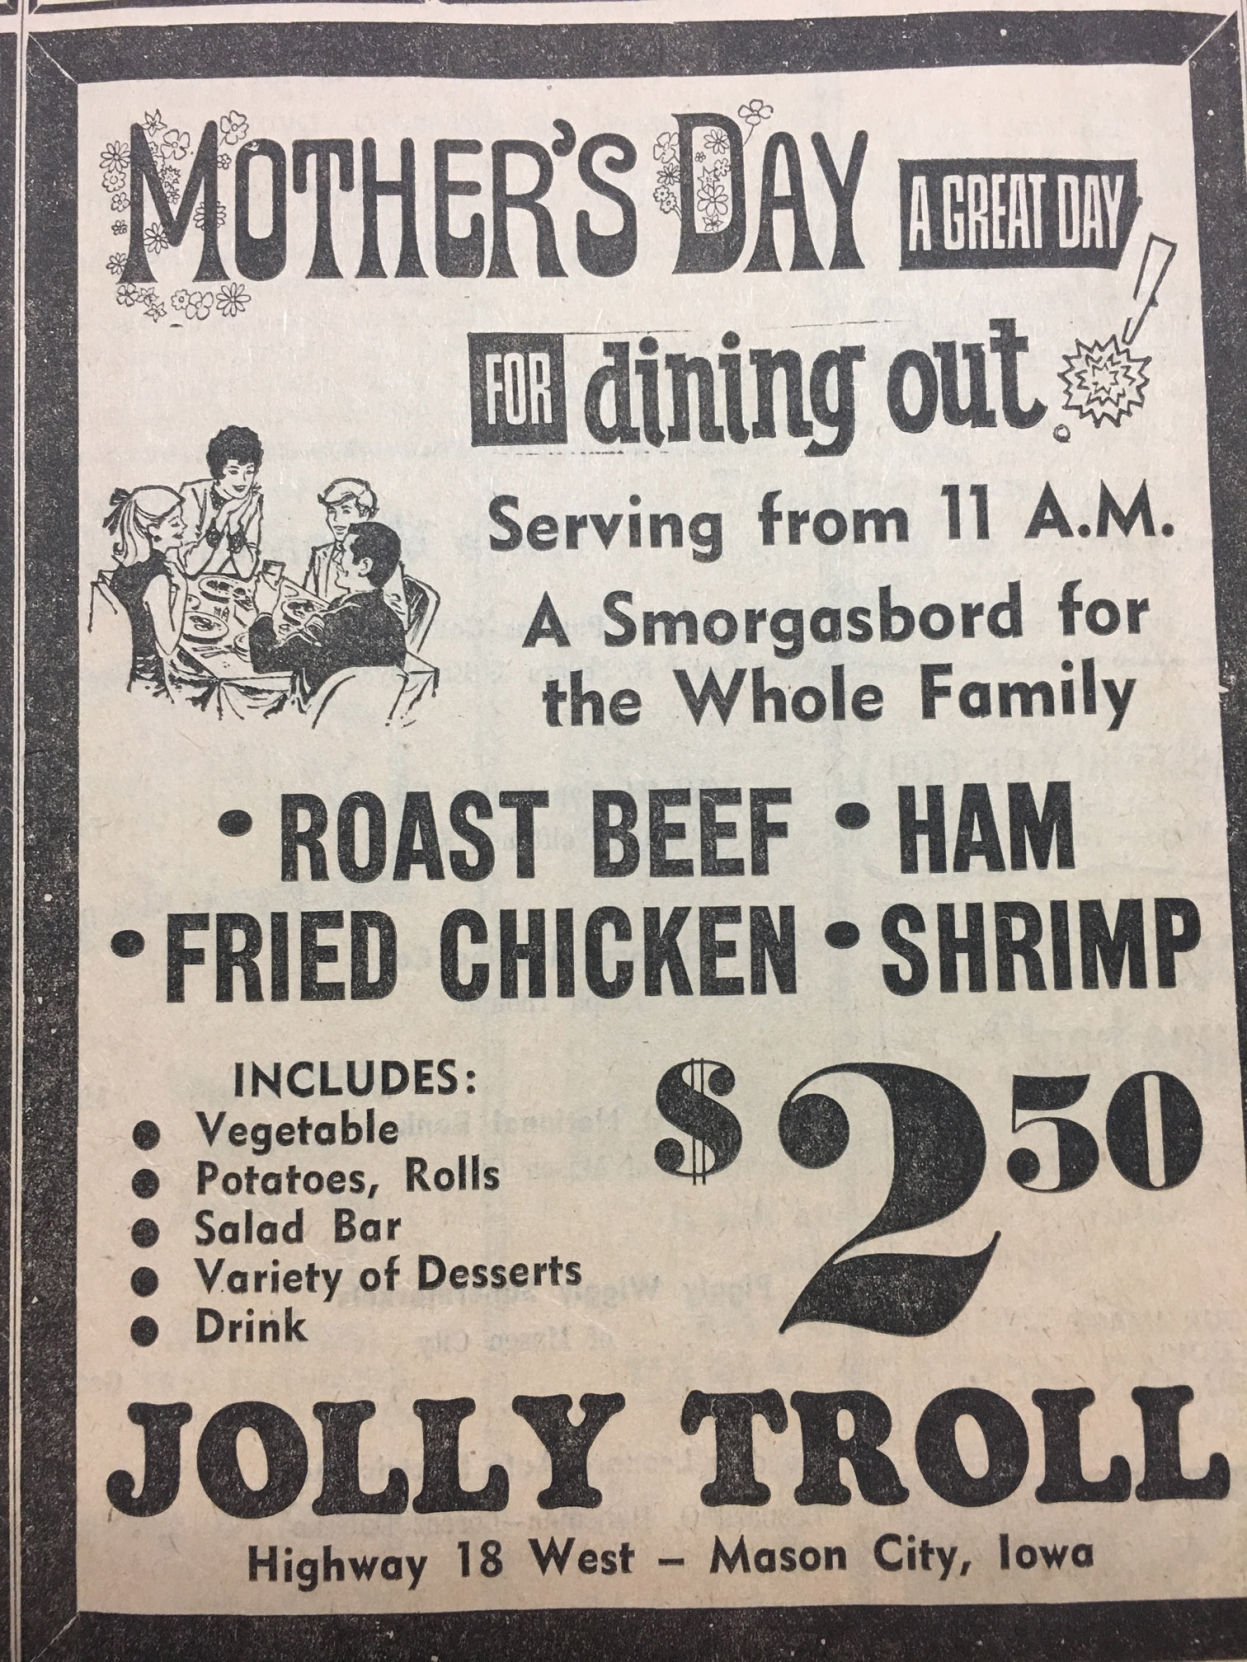 MOTHER'S DAY A GREAT DAY
FOR dining out!
Serving from 11 A.M.
A Smorgasbord for
the Whole Family
• ROAST BEEF • HAM
• FRIED CHICKEN • SHRIMP
INCLUDES:
• Vegetable
• Potatoes, Rolls
• Salad Bar
• Variety of Desserts
• Drink
$2 50
JOLLY TROLL
Highway 18 West – Mason City, Iowa